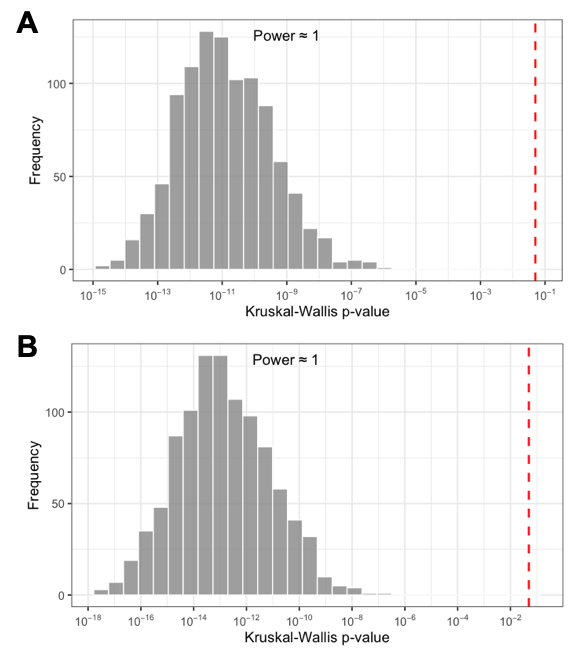 A
Power ≈ 1
Frequency
100
50
0
10⁻¹⁵ 10⁻¹³ 10⁻¹¹ 10⁻⁹ 10⁻⁷ 10⁻⁵ 10⁻³ 10⁻¹
Kruskal-Wallis p-value
B
Power ≈ 1
Frequency
100
50
0
10⁻¹⁸ 10⁻¹⁶ 10⁻¹⁴ 10⁻¹² 10⁻¹⁰ 10⁻⁸ 10⁻⁶ 10⁻⁴ 10⁻²
Kruskal-Wallis p-value